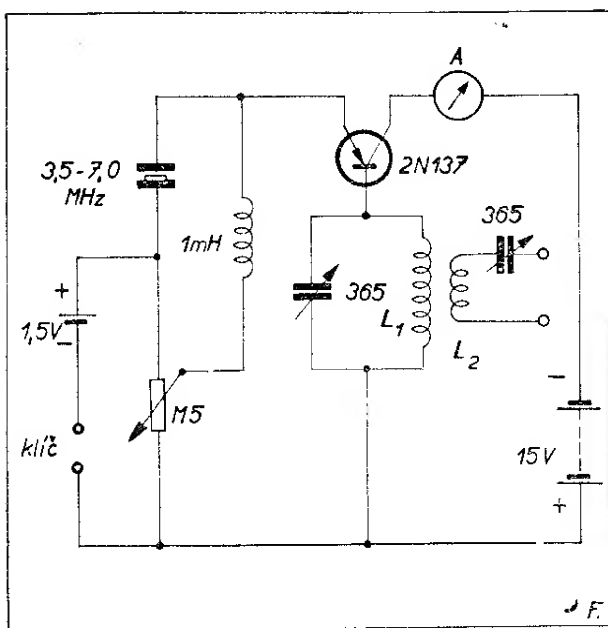 A
3,5-7,0
MHz
2N137
1mH
365
365
L₁
L₂
+
1,5V
−
M5
klíč
−
15V
+
F.